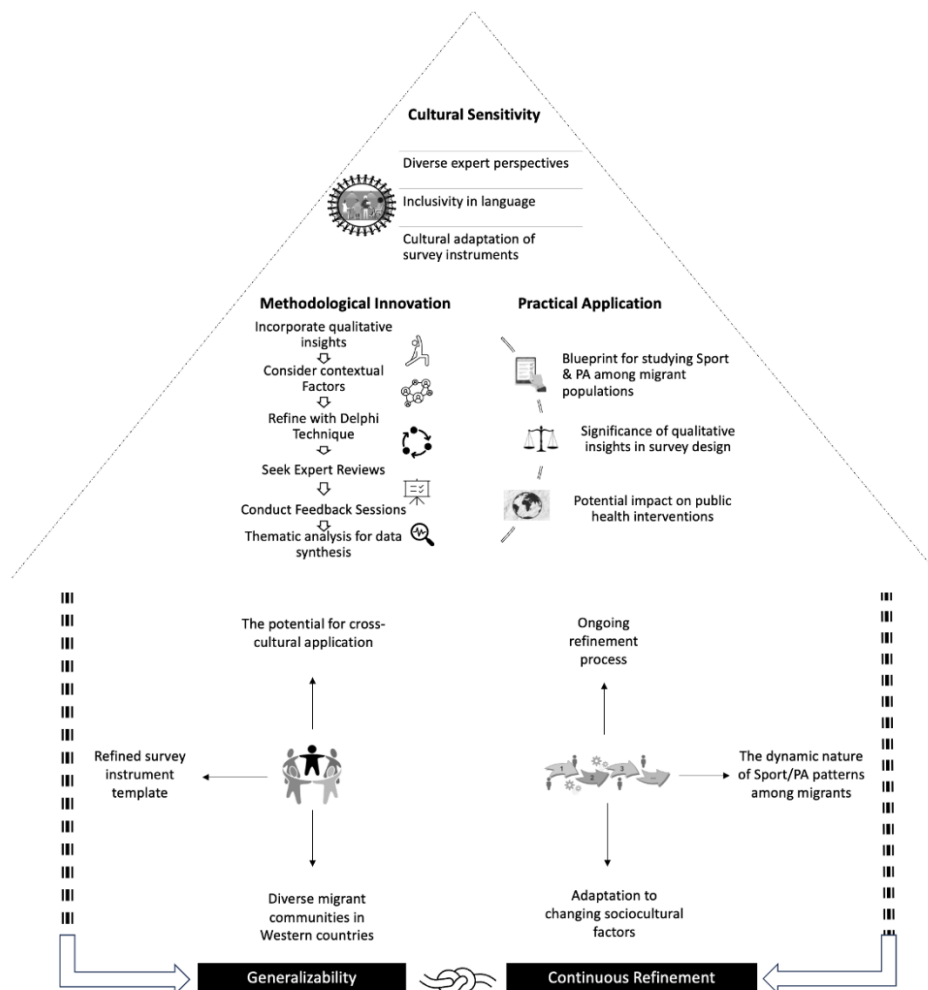 Cultural Sensitivity
Diverse expert perspectives
Inclusivity in language
Cultural adaptation of
survey instruments
Methodological Innovation
Incorporate qualitative
insights
Consider contextual
Factors
Refine with Delphi
Technique
Seek Expert Reviews
Conduct Feedback Sessions
Thematic analysis for data
synthesis
Practical Application
Blueprint for studying Sport
& PA among migrant
populations
Significance of qualitative
insights in survey design
Potential impact on public
health interventions
The potential for cross-
cultural application
Refined survey
instrument
template
Diverse migrant
communities in
Western countries
Generalizability
Ongoing
refinement
process
1
2
3
The dynamic nature
of Sport/PA patterns
among migrants
Adaptation to
changing sociocultural
factors
Continuous Refinement